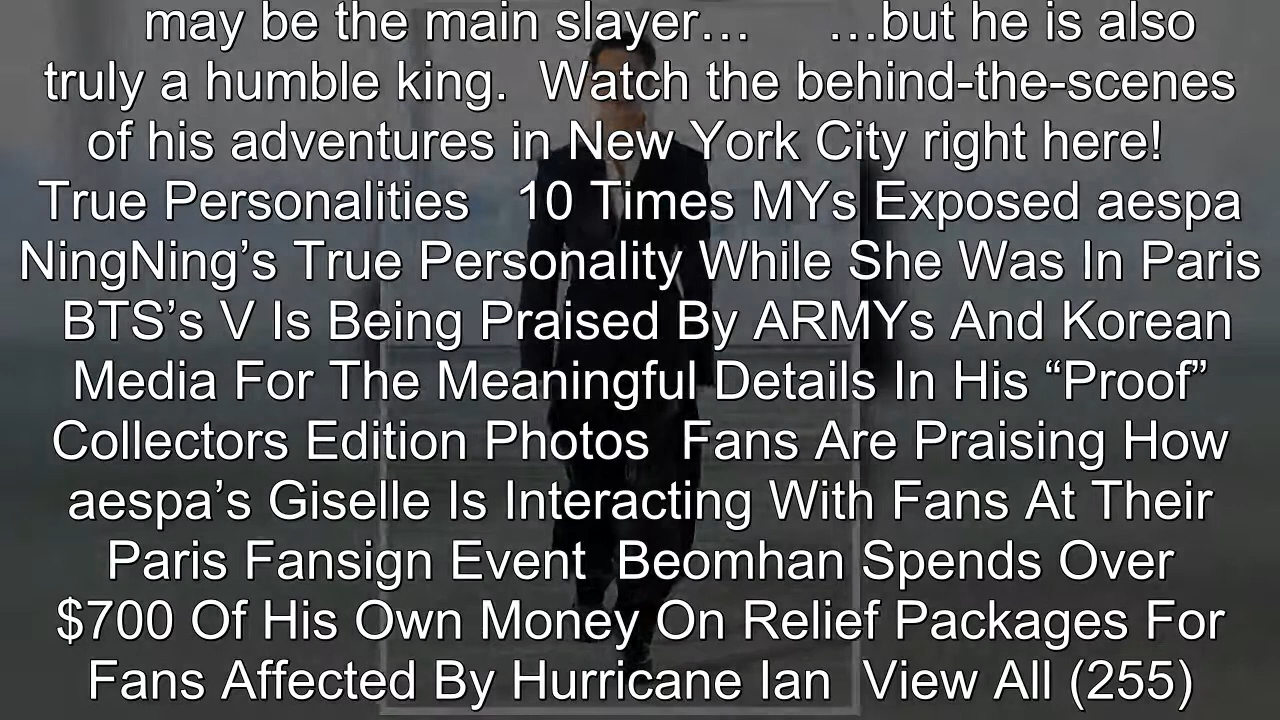 may be the main slayer… …but he is also
truly a humble king. Watch the behind-the-scenes
of his adventures in New York City right here!
True Personalities 10 Times MYs Exposed aespa
NingNing’s True Personality While She Was In Paris
BTS’s V Is Being Praised By ARMYs And Korean
Media For The Meaningful Details In His “Proof”
Collectors Edition Photos Fans Are Praising How
aespa’s Giselle Is Interacting With Fans At Their
Paris Fansign Event Beomhan Spends Over
$700 Of His Own Money On Relief Packages For
Fans Affected By Hurricane Ian View All (255)